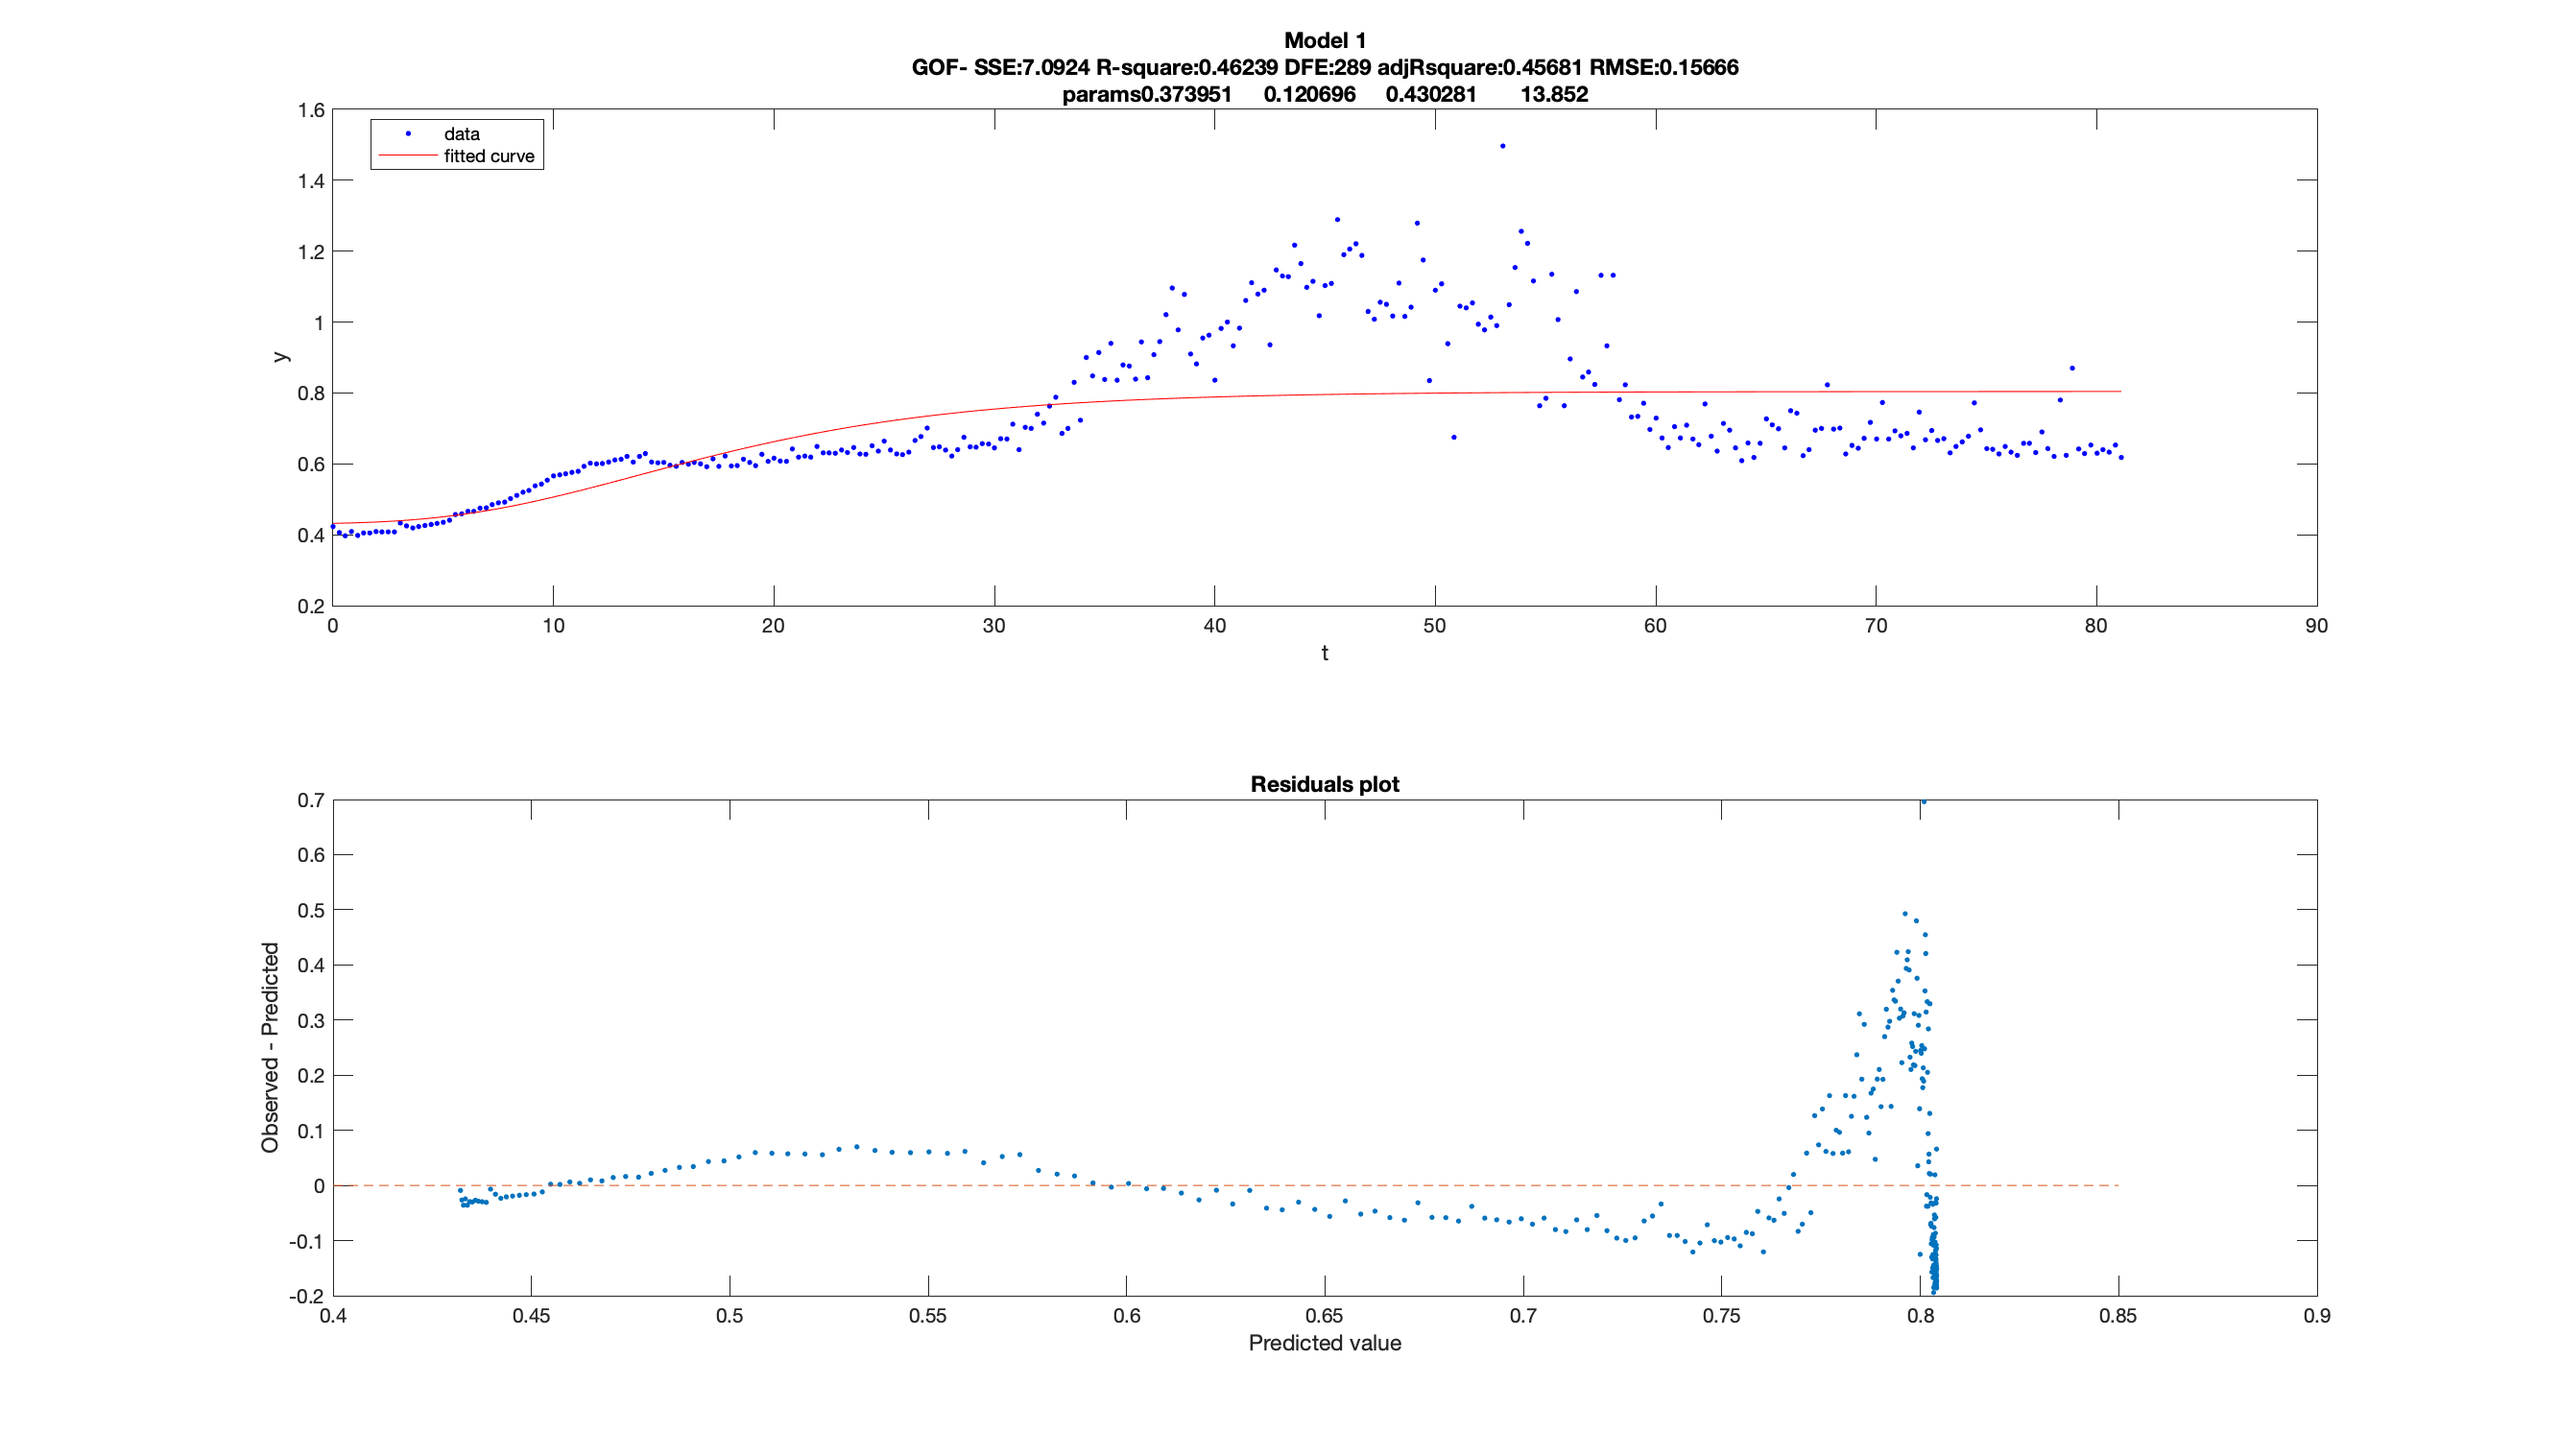 Model 1
GOF- SSE:7.0924 R-square:0.46239 DFE:289 adjRsquare:0.45681 RMSE:0.15666
params0.373951 0.120696 0.430281 13.852
1.6
1.4
1.2
1
0.8
0.6
0.4
0.2
y
data
fitted curve
0 10 20 30 40 50 60 70 80 90
t
Residuals plot
0.7
0.6
0.5
0.4
0.3
0.2
0.1
0
-0.1
-0.2
Observed - Predicted
0.4 0.45 0.5 0.55 0.6 0.65 0.7 0.75 0.8 0.85 0.9
Predicted value